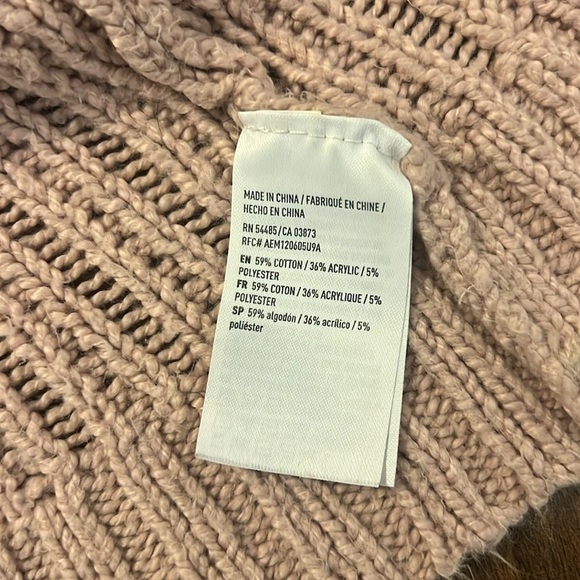 MADE IN CHINA / FABRIQUÉ EN CHINE /
HECHO EN CHINA
RN 54485/CA 03873
RFC# AEM120605U9A
EN 59% COTTON / 36% ACRYLIC / 5%
POLYESTER
FR 59% COTON / 36% ACRYLIQUE / 5%
POLYESTER
SP 59% algodón / 36% acrílico / 5%
poliéster